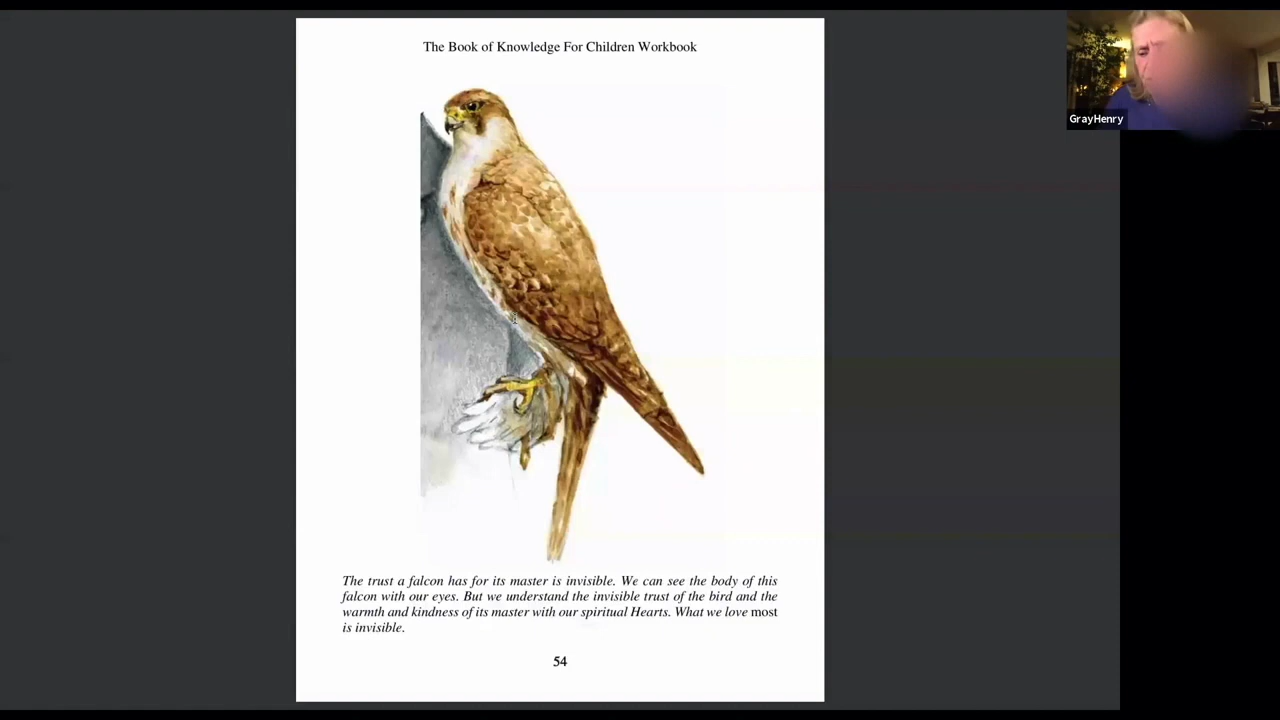 The Book of Knowledge For Children Workbook
GrayHenry
The trust a falcon has for its master is invisible. We can see the body of this
falcon with our eyes. But we understand the invisible trust of the bird and the
warmth and kindness of its master with our spiritual Hearts. What we love most
is invisible.
54